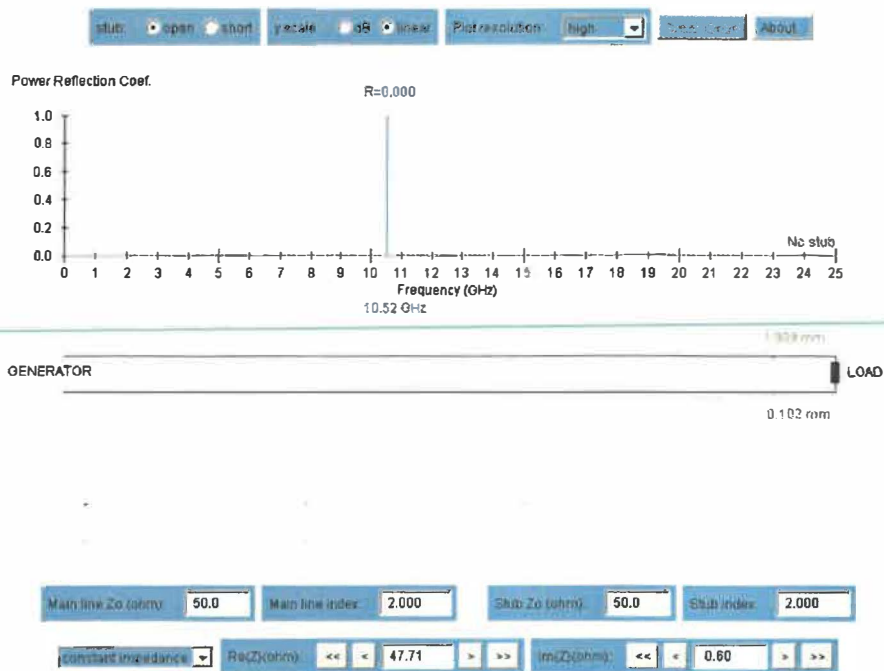 stub: open short y scale dB linear Plot resolution: high About
Power Reflection Coef.
R=0.000
1.0
0.8
0.6
0.4
0.2
0.0
No stub
0 1 2 3 4 5 6 7 8 9 10 11 12 13 14 15 16 17 18 19 20 21 22 23 24 25
Frequency (GHz)
10.52 GHz
GENERATOR
LOAD
0.102 mm
Main line Zo (ohm): 50.0 Main line index: 2.000 Stub Zo (ohm): 50.0 Stub index: 2.000
constant impedance Re(Z)(ohm): << < 47.71 > >> Im(Z)(ohm): << < 0.60 > >>